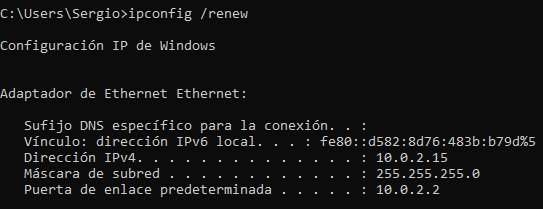 C:\Users\Sergio>ipconfig /renew
Configuración IP de Windows
Adaptador de Ethernet Ethernet:
Sufijo DNS específico para la conexión. . :
Vínculo: dirección IPv6 local. . . : fe80::d582:8d76:483b:b79d%5
Dirección IPv4. . . . . . . . . . . . . . : 10.0.2.15
Máscara de subred . . . . . . . . . . . . : 255.255.255.0
Puerta de enlace predeterminada . . . . . : 10.0.2.2